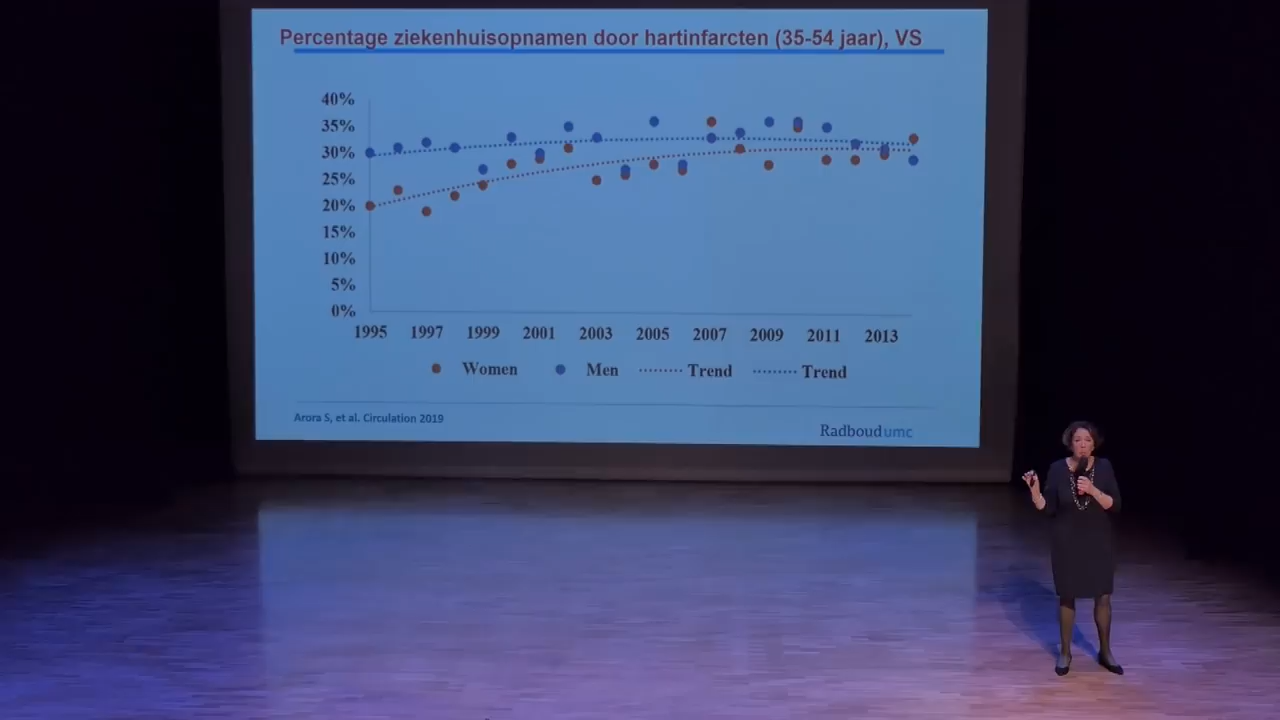 Percentage ziekenhuisopnamen door hartinfarcten (35-54 jaar), VS
40%
35%
30%
25%
20%
15%
10%
5%
0%
1995 1997 1999 2001 2003 2005 2007 2009 2011 2013
Women Men Trend Trend
Arora S, et al. Circulation 2019
Radboudumc